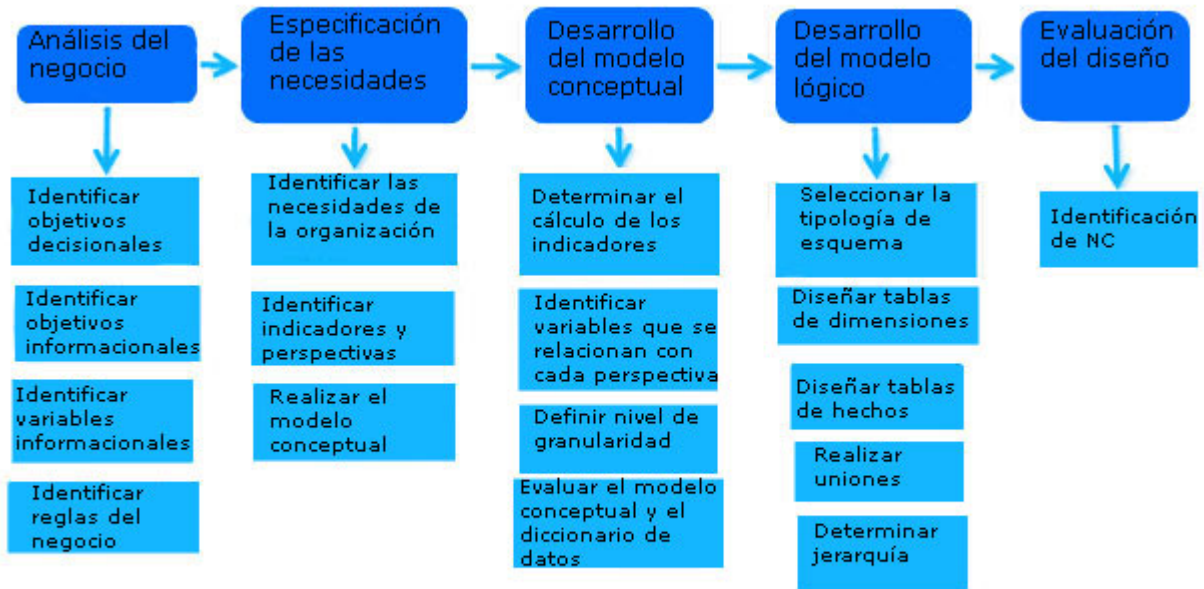 Análisis del
negocio
Especificación
de las
necesidades
Desarrollo
del modelo
conceptual
Desarrollo
del modelo
lógico
Evaluación
del diseño
Identificar
objetivos
decisionales
Identificar
objetivos
informacionales
Identificar
variables
informacionales
Identificar
reglas del
negocio
Identificar las
necesidades de
la organización
Identificar
indicadores y
perspectivas
Realizar el
modelo
conceptual
Determinar el
cálculo de los
indicadores
Identificar
variables que se
relacionan con
cada perspectiva
Definir nivel de
granularidad
Evaluar el modelo
conceptual y el
diccionario de
datos
Seleccionar la
tipología de
esquema
Diseñar tablas
de dimensiones
Diseñar tablas
de hechos
Realizar
uniones
Determinar
jerarquía
Identificación
de NC